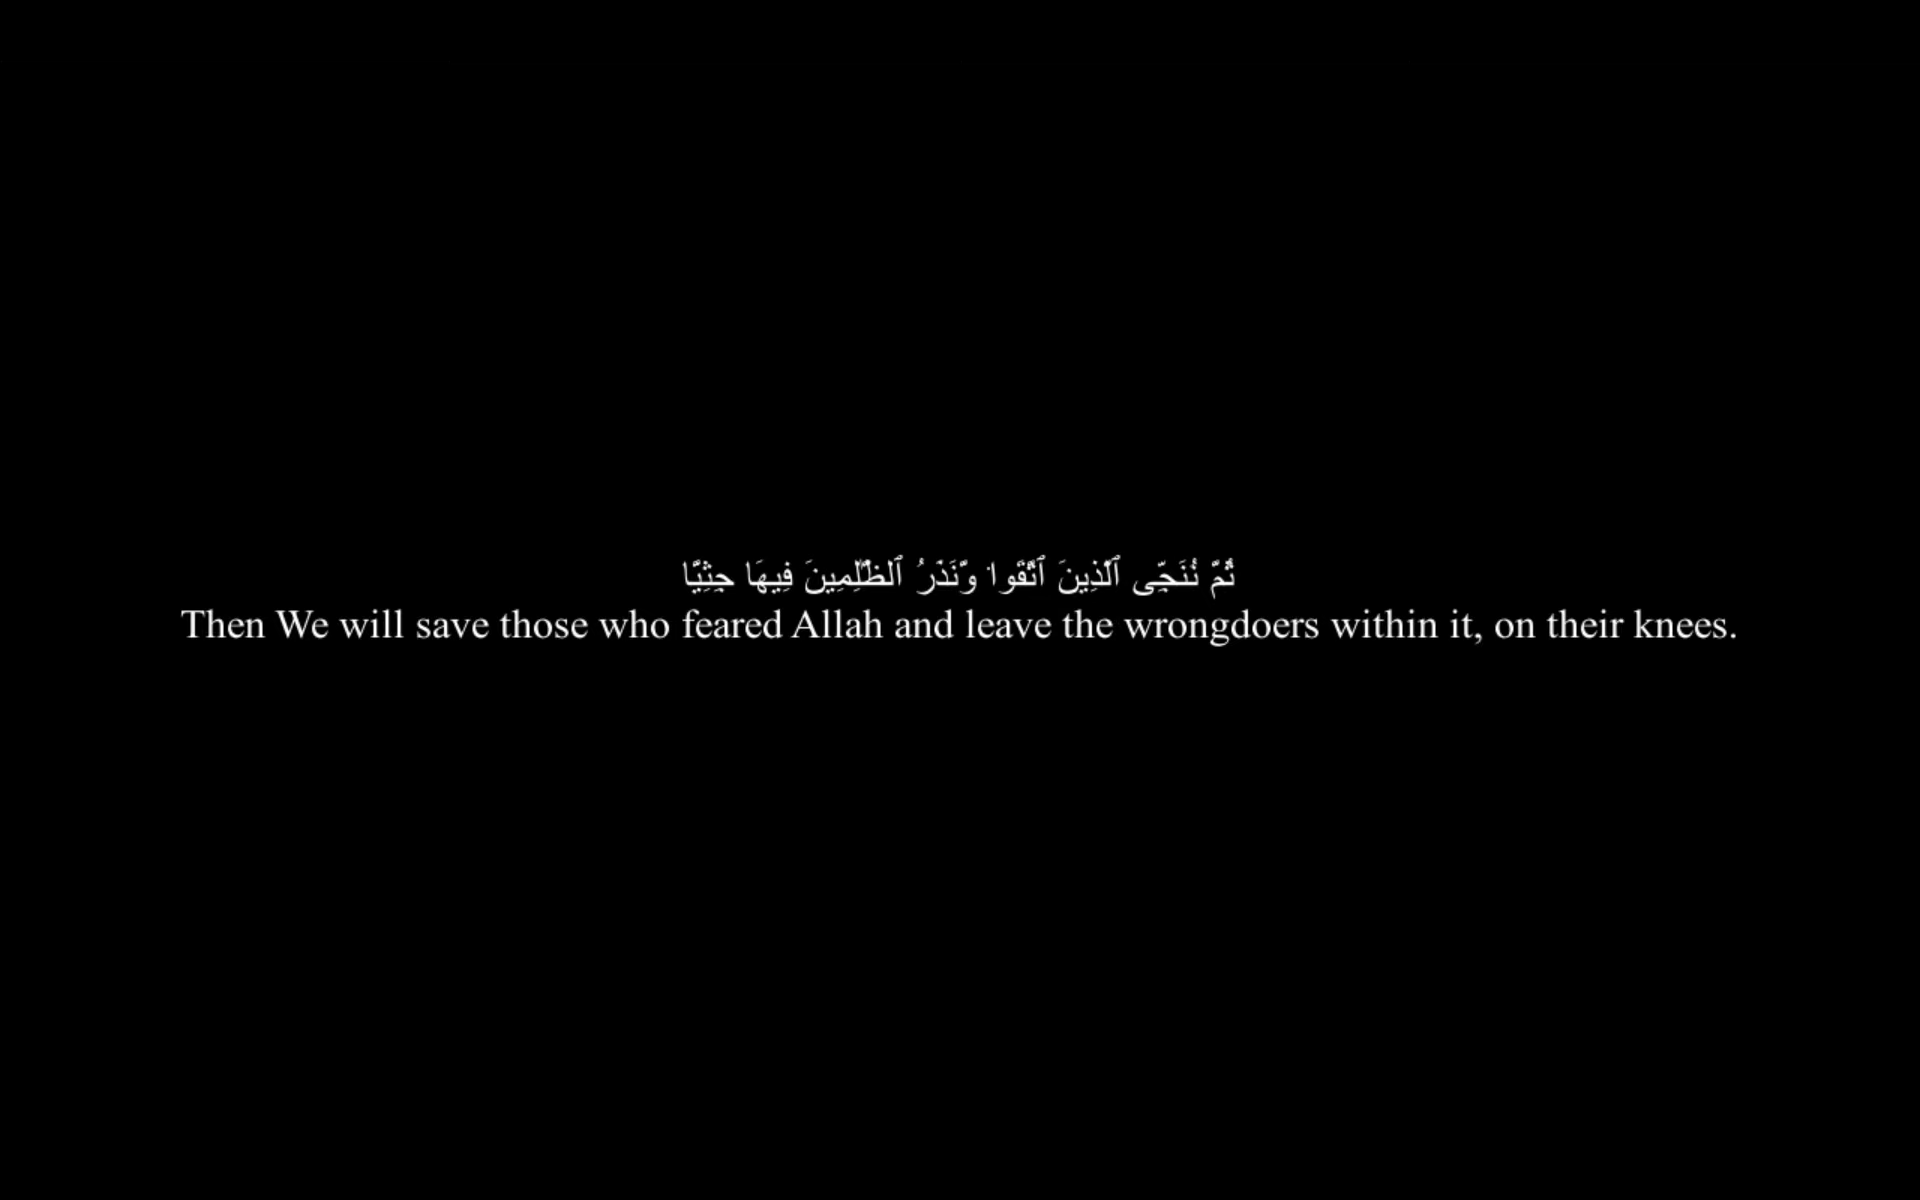 ثُمَّ نُنَجِّى ٱلَّذِينَ ٱتَّقَوا۟ وَّنَذَرُ ٱلظَّٰلِمِينَ فِيهَا جِثِيًّا
Then We will save those who feared Allah and leave the wrongdoers within it, on their knees.